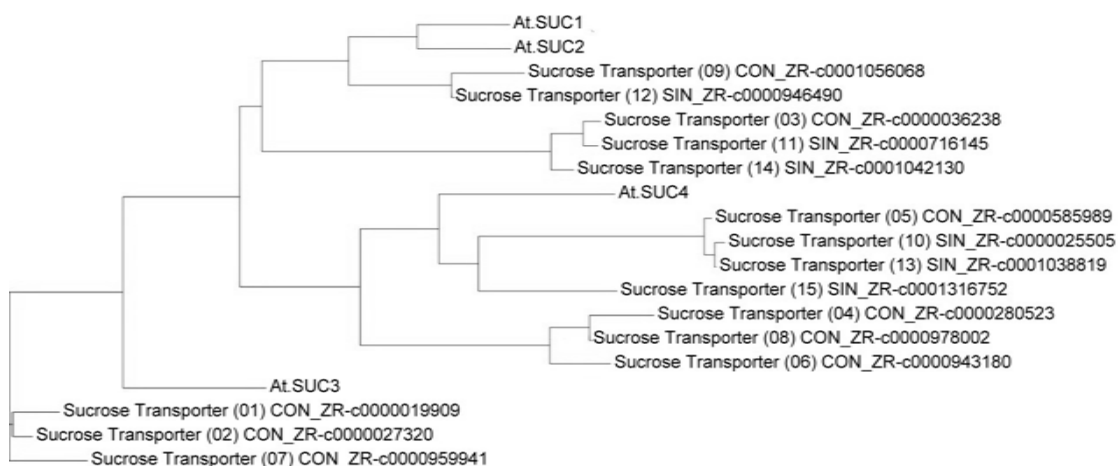 At.SUC1
At.SUC2
Sucrose Transporter (09) CON_ZR-c0001056068
Sucrose Transporter (12) SIN_ZR-c0000946490
Sucrose Transporter (03) CON_ZR-c0000036238
Sucrose Transporter (11) SIN_ZR-c0000716145
Sucrose Transporter (14) SIN_ZR-c0001042130
At.SUC4
Sucrose Transporter (05) CON_ZR-c0000585989
Sucrose Transporter (10) SIN_ZR-c0000025505
Sucrose Transporter (13) SIN_ZR-c0001038819
Sucrose Transporter (15) SIN_ZR-c0001316752
Sucrose Transporter (04) CON_ZR-c0000280523
Sucrose Transporter (08) CON_ZR-c0000978002
Sucrose Transporter (06) CON_ZR-c0000943180
At.SUC3
Sucrose Transporter (01) CON_ZR-c0000019909
Sucrose Transporter (02) CON_ZR-c0000027320
Sucrose Transporter (07) CON_ZR-c0000959941